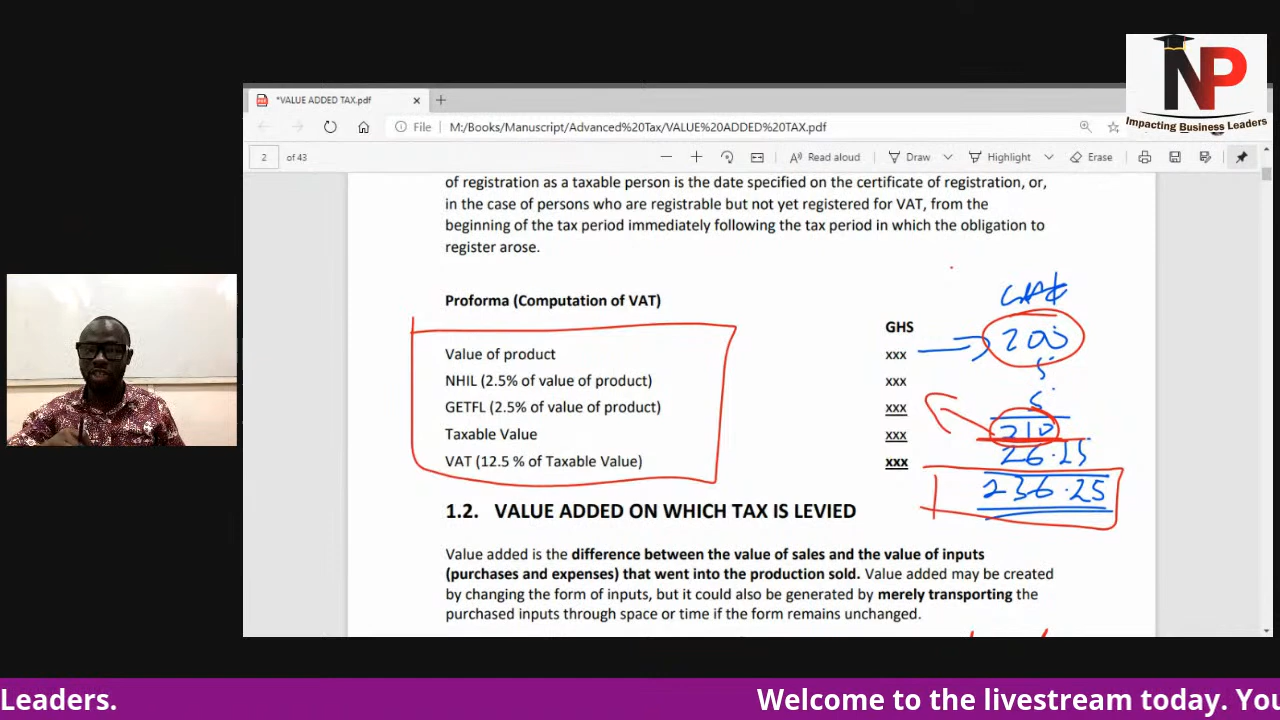 NP
Impacting Business Leaders
*VALUE ADDED TAX.pdf
File M:/Books/Manuscript/Advanced%20Tax/VALUE%20ADDED%20TAX.pdf
2 of 43 Read aloud Draw Highlight Erase
of registration as a taxable person is the date specified on the certificate of registration, or,
in the case of persons who are registrable but not yet registered for VAT, from the
beginning of the tax period immediately following the tax period in which the obligation to
register arose.
Proforma (Computation of VAT)
GHS
GH¢
Value of product xxx 200
NHIL (2.5% of value of product) xxx 5
GETFL (2.5% of value of product) xxx 5
Taxable Value xxx 210
VAT (12.5 % of Taxable Value) xxx 26.25
236.25
1.2. VALUE ADDED ON WHICH TAX IS LEVIED
Value added is the difference between the value of sales and the value of inputs
(purchases and expenses) that went into the production sold. Value added may be created
by changing the form of inputs, but it could also be generated by merely transporting the
purchased inputs through space or time if the form remains unchanged.
Leaders. Welcome to the livestream today. You